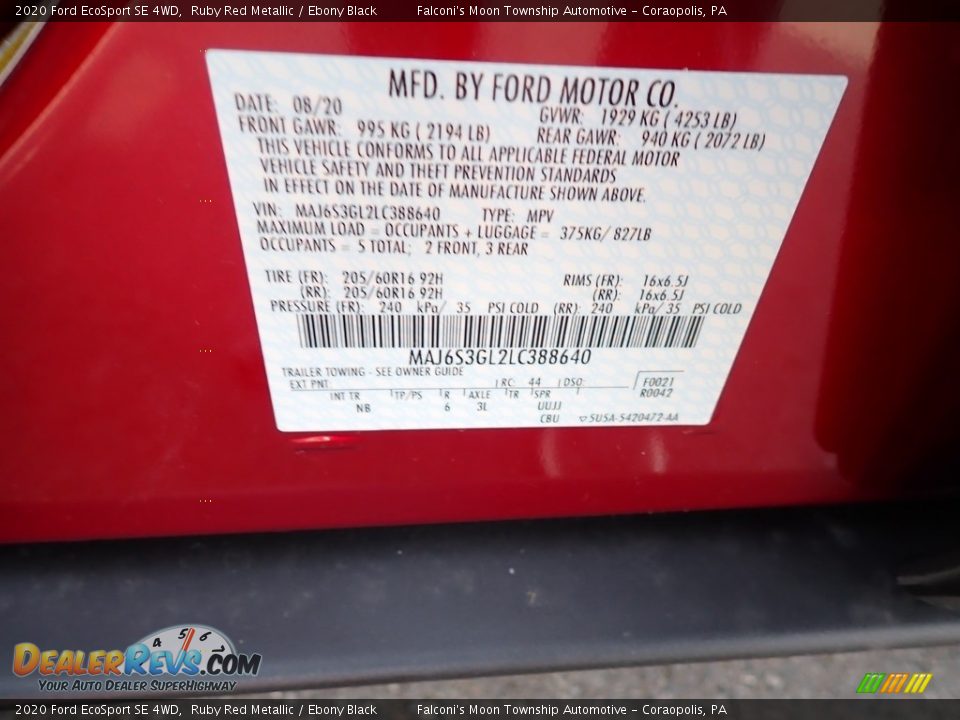 2020 Ford EcoSport SE 4WD, Ruby Red Metallic / Ebony Black Falconi's Moon Township Automotive - Coraopolis, PA
MFD. BY FORD MOTOR CO.
DATE: 08/20 GVWR: 1929 KG ( 4253 LB)
FRONT GAWR: 995 KG ( 2194 LB) REAR GAWR: 940 KG ( 2072 LB)
THIS VEHICLE CONFORMS TO ALL APPLICABLE FEDERAL MOTOR
VEHICLE SAFETY AND THEFT PREVENTION STANDARDS
IN EFFECT ON THE DATE OF MANUFACTURE SHOWN ABOVE.
VIN: MAJ6S3GL2LC388640 TYPE: MPV
MAXIMUM LOAD = OCCUPANTS + LUGGAGE = 375KG/ 827LB
OCCUPANTS = 5 TOTAL; 2 FRONT, 3 REAR
TIRE (FR): 205/60R16 92H RIMS (FR): 16x6.5J
(RR): 205/60R16 92H (RR): 16x6.5J
PRESSURE (FR): 240 kPa/ 35 PSI COLD (RR): 240 kPa/ 35 PSI COLD
MAJ6S3GL2LC388640
TRAILER TOWING - SEE OWNER GUIDE
EXT PNT: RC: 44 DSO: F0021
R0042
INT TR TP/PS R AXLE TR SPR
NB 6 3L UUJJ
CBU 5U5A-5420472-AA
4 5 6
DEALERREVS.COM
YOUR AUTO DEALER SUPERHIGHWAY
2020 Ford EcoSport SE 4WD, Ruby Red Metallic / Ebony Black Falconi's Moon Township Automotive - Coraopolis, PA